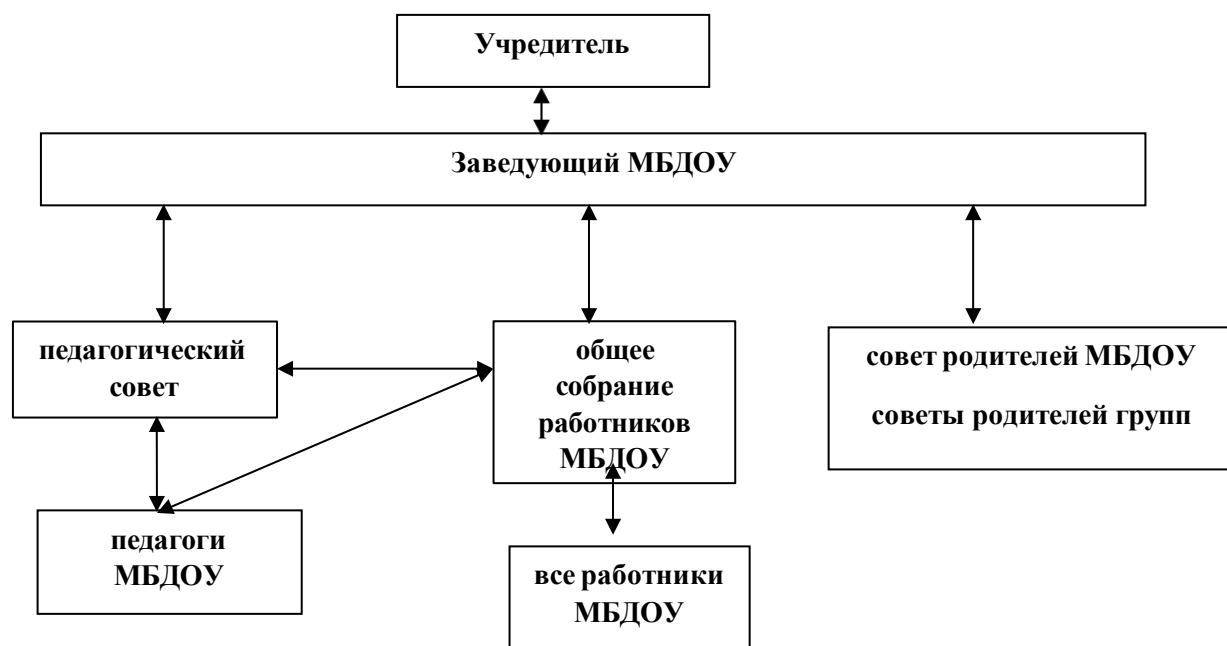 Учредитель
Заведующий МБДОУ
педагогический
совет
общее
собрание
работников
МБДОУ
совет родителей МБДОУ
советы родителей групп
педагоги
МБДОУ
все работники
МБДОУ